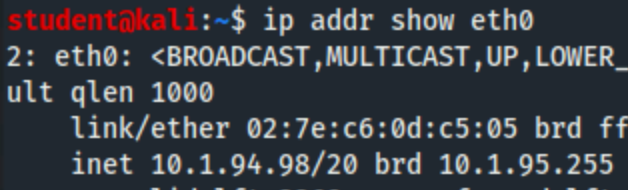 student@kali:~$ ip addr show eth0
2: eth0: <BROADCAST,MULTICAST,UP,LOWER_
ult qlen 1000
link/ether 02:7e:c6:0d:c5:05 brd ff
inet 10.1.94.98/20 brd 10.1.95.255